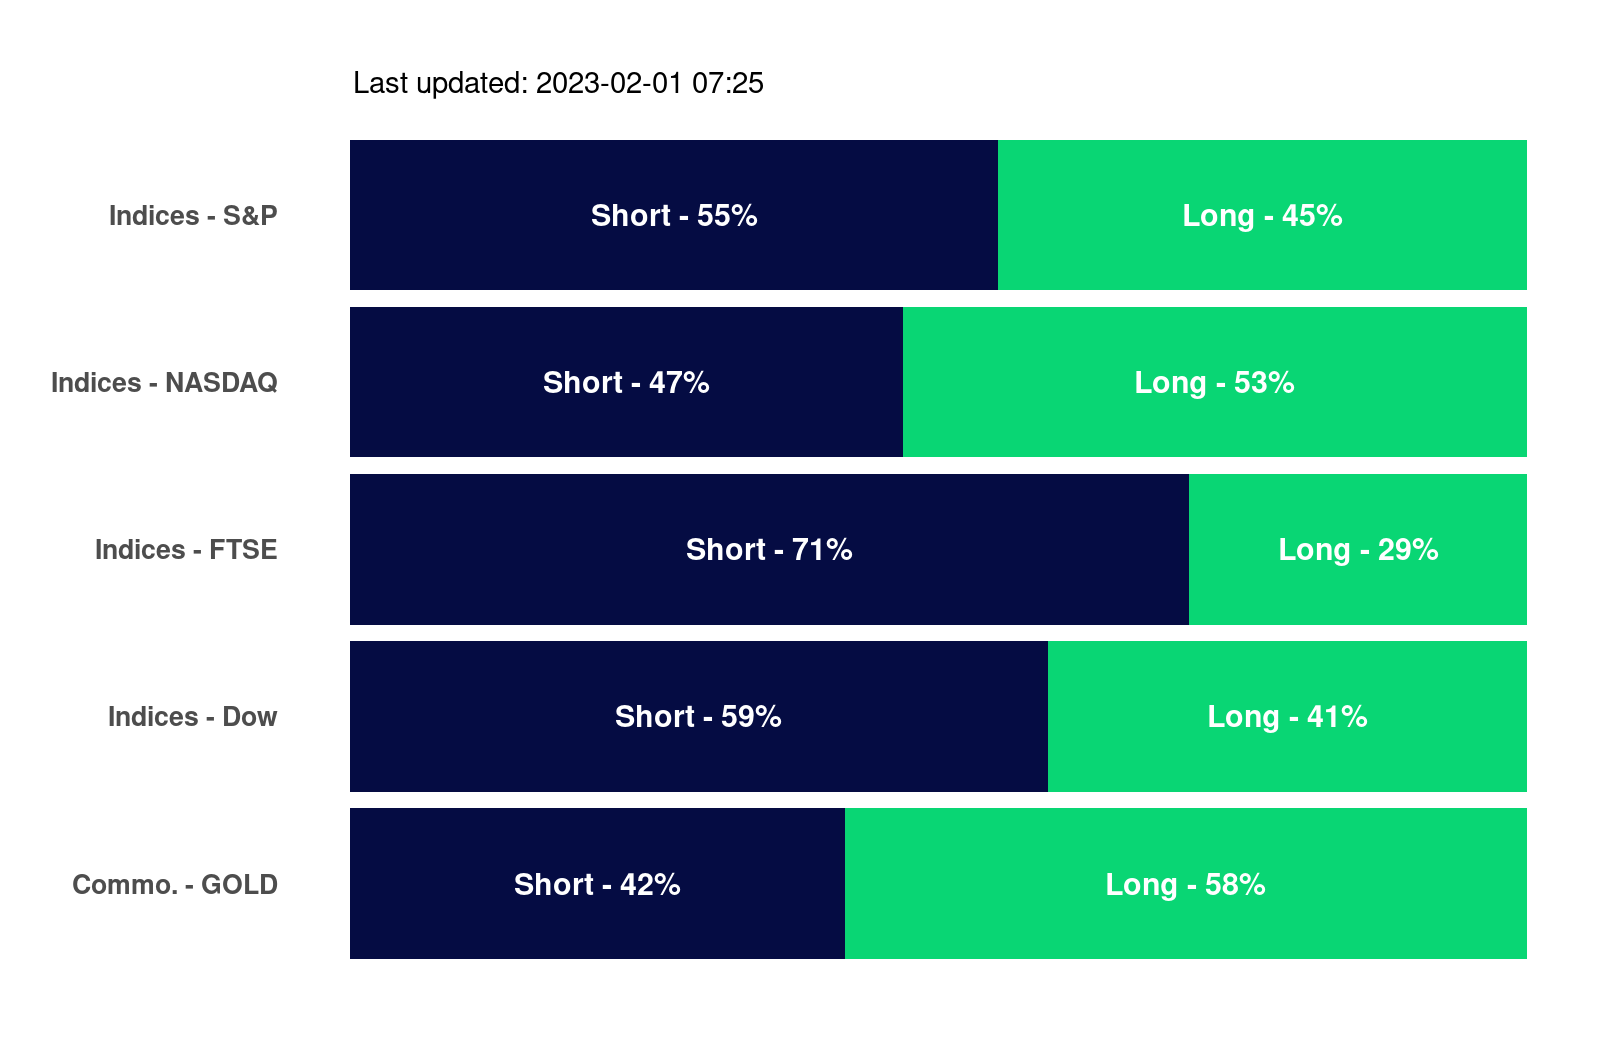 Last updated: 2023-02-01 07:25
Indices - S&P Short - 55% Long - 45%
Indices - NASDAQ Short - 47% Long - 53%
Indices - FTSE Short - 71% Long - 29%
Indices - Dow Short - 59% Long - 41%
Commo. - GOLD Short - 42% Long - 58%